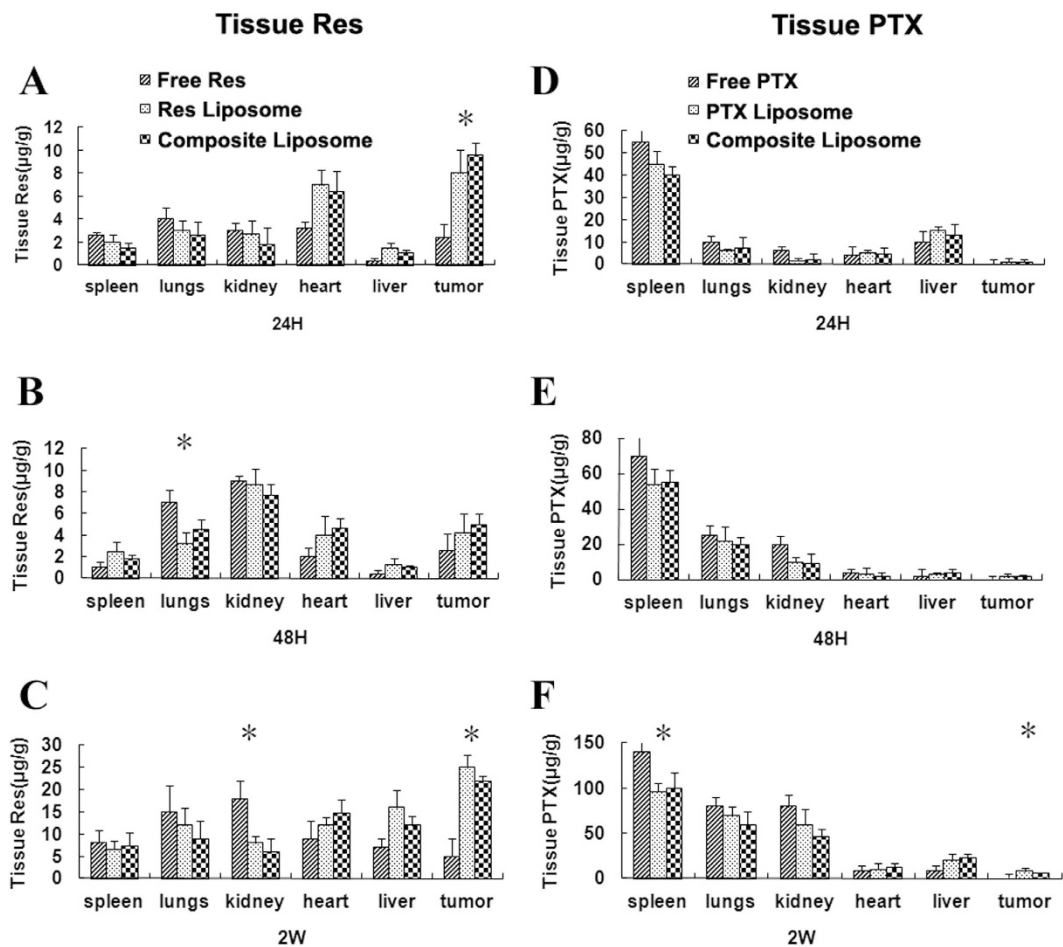 Tissue Res
Tissue PTX
A
Free Res
Res Liposome
Composite Liposome
*
Tissue Res(μg/g)
12
10
8
6
4
2
0
spleen lungs kidney heart liver tumor
24H
D
Free PTX
PTX Liposome
Composite Liposome
Tissue PTX(μg/g)
60
50
40
30
20
10
0
spleen lungs kidney heart liver tumor
24H
B
*
Tissue Res(μg/g)
12
10
8
6
4
2
0
spleen lungs kidney heart liver tumor
48H
E
Tissue PTX(μg/g)
80
60
40
20
0
spleen lungs kidney heart liver tumor
48H
C
* *
Tissue Res(μg/g)
30
25
20
15
10
5
0
spleen lungs kidney heart liver tumor
2W
F
* *
Tissue PTX(μg/g)
150
100
50
0
spleen lungs kidney heart liver tumor
2W